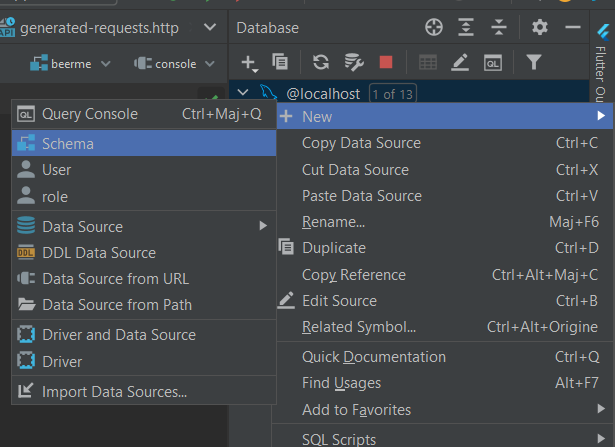 API
generated-requests.http
Database
beerme
console
QL
@localhost
1 of 13
QL
Query Console
Ctrl+Maj+Q
Schema
User
role
Data Source
DDL
DDL Data Source
Data Source from URL
Data Source from Path
Driver and Data Source
Driver
Import Data Sources...
New
Copy Data Source
Ctrl+C
Cut Data Source
Ctrl+X
Paste Data Source
Ctrl+V
Rename...
Maj+F6
Duplicate
Ctrl+D
Copy Reference
Ctrl+Alt+Maj+C
Edit Source
Ctrl+B
Related Symbol...
Ctrl+Alt+Origine
Quick Documentation
Ctrl+Q
Find Usages
Alt+F7
Add to Favorites
SQL Scripts
Flutter Ou